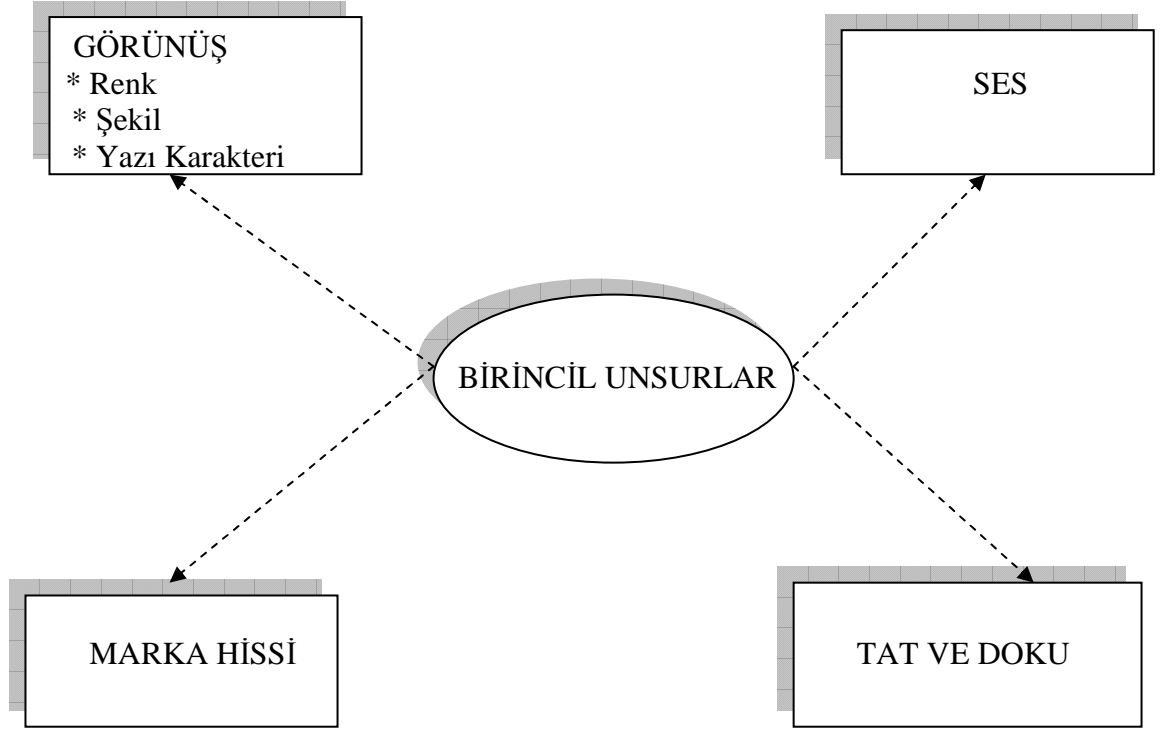 GÖRÜNÜŞ
* Renk
* Şekil
* Yazı Karakteri
SES
BİRİNCİL UNSURLAR
MARKA HİSSİ
TAT VE DOKU